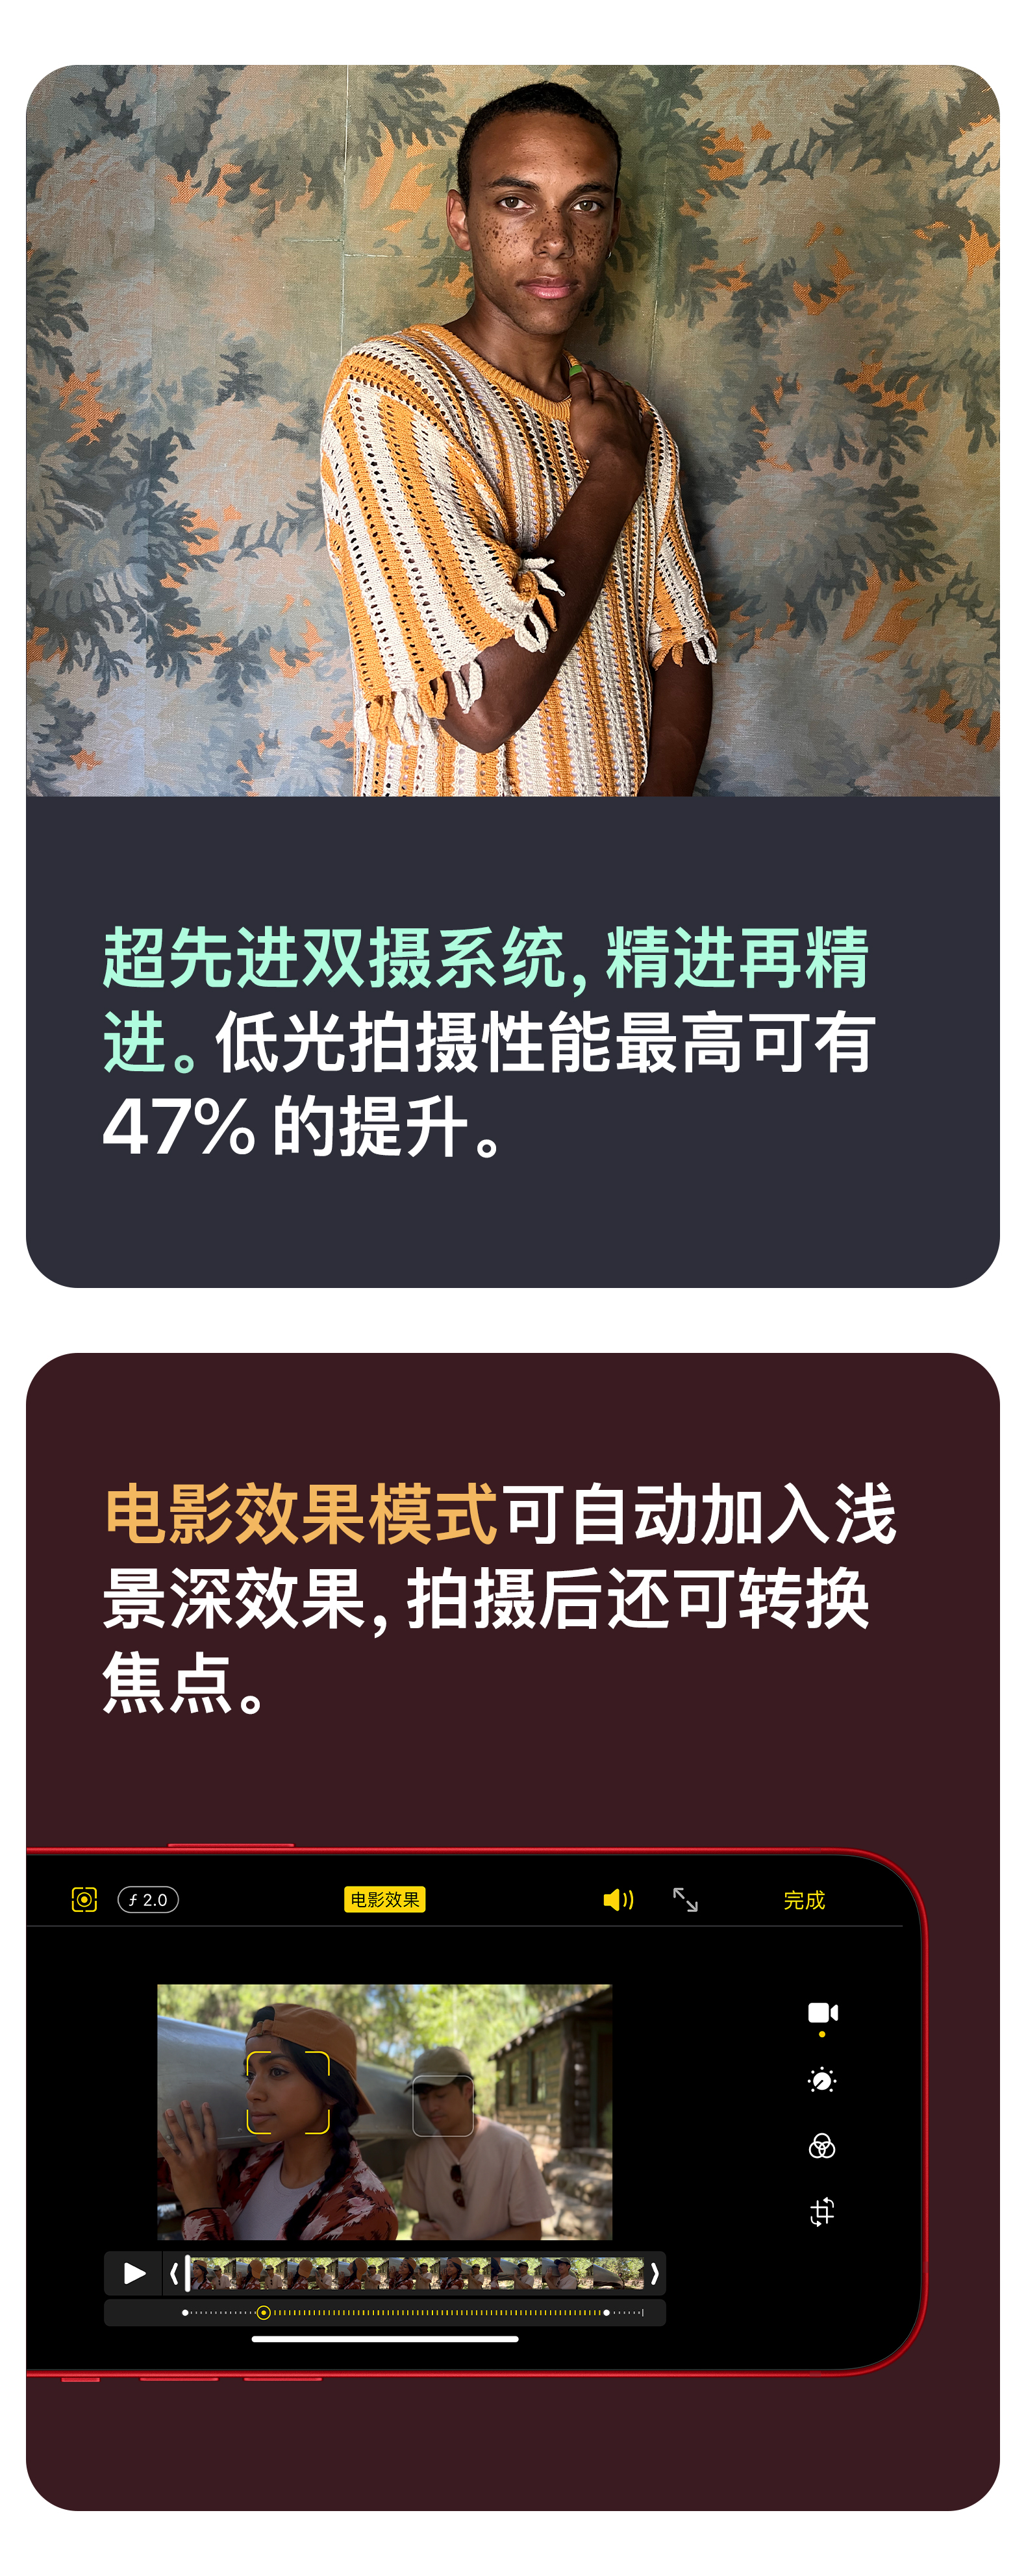 超先进双摄系统，精进再精
进。低光拍摄性能最高可有
47% 的提升。
电影效果模式可自动加入浅
景深效果，拍摄后还可转换
焦点。
ƒ 2.0
电影效果
完成